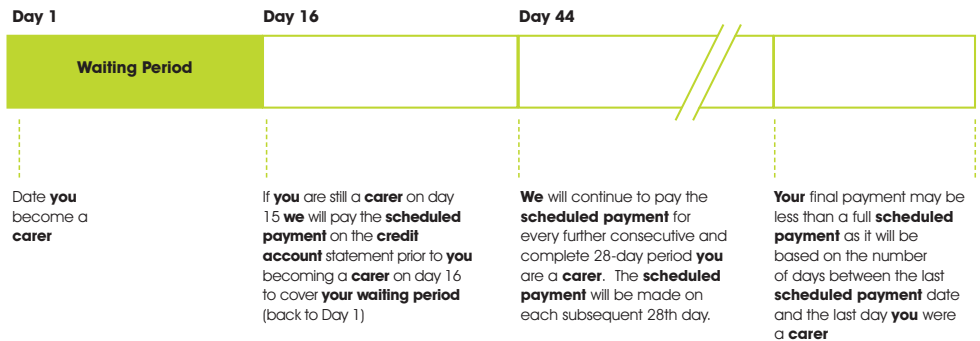 Day 1
Day 16
Day 44
Waiting Period
Date you
become a
carer
If you are still a carer on day
15 we will pay the scheduled
payment on the credit
account statement prior to you
becoming a carer on day 16
to cover your waiting period
(back to Day 1)
We will continue to pay the
scheduled payment for
every further consecutive and
complete 28-day period you
are a carer. The scheduled
payment will be made on
each subsequent 28th day.
Your final payment may be
less than a full scheduled
payment as it will be
based on the number
of days between the last
scheduled payment date
and the last day you were
a carer